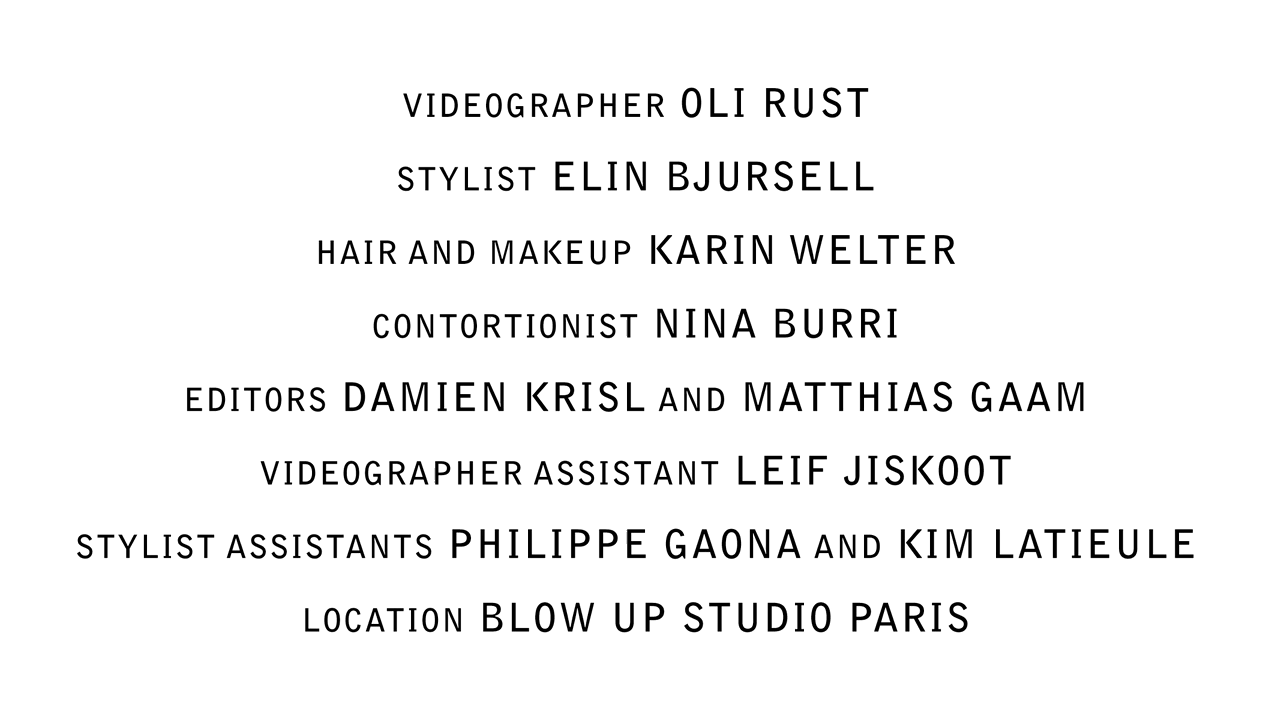 VIDEOGRAPHER OLI RUST
STYLIST ELIN BJURSELL
HAIR AND MAKEUP KARIN WELTER
CONTORTIONIST NINA BURRI
EDITORS DAMIEN KRISL AND MATTHIAS GAAM
VIDEOGRAPHER ASSISTANT LEIF JISKOOT
STYLIST ASSISTANTS PHILIPPE GAONA AND KIM LATIEULE
LOCATION BLOW UP STUDIO PARIS